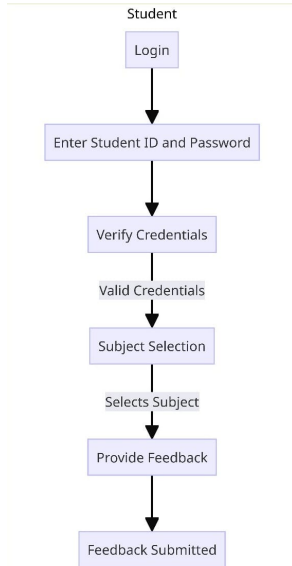 Student
Login
Enter Student ID and Password
Verify Credentials
Valid Credentials
Subject Selection
Selects Subject
Provide Feedback
Feedback Submitted